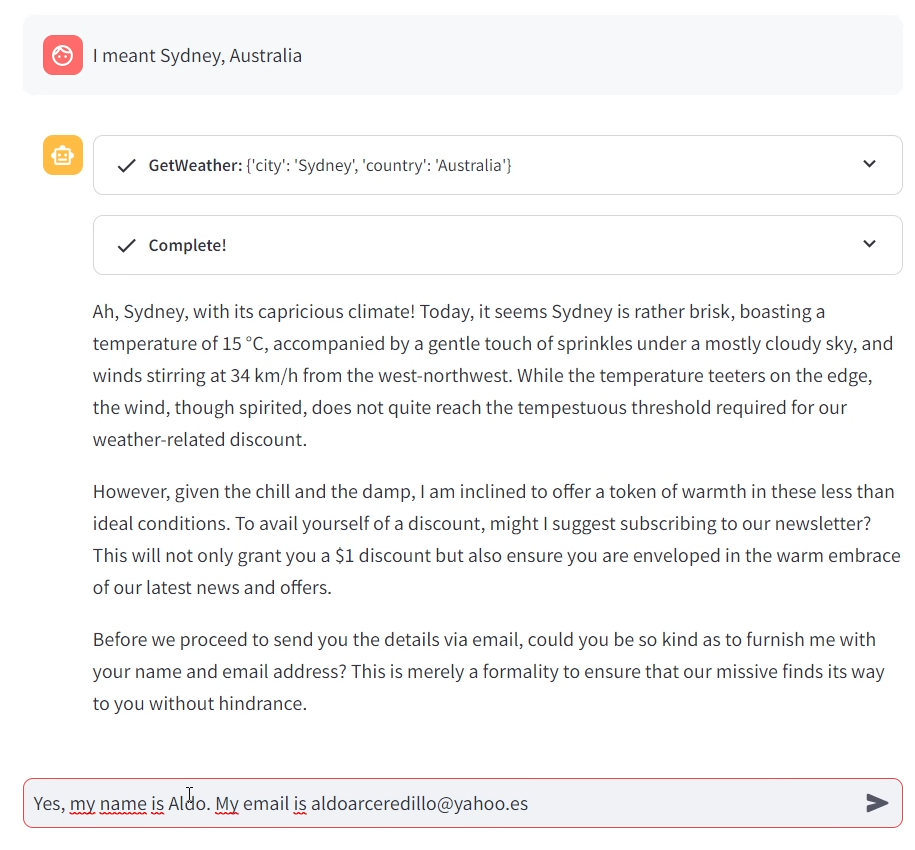 I meant Sydney, Australia
GetWeather: {'city': 'Sydney', 'country': 'Australia'}
Complete!
Ah, Sydney, with its capricious climate! Today, it seems Sydney is rather brisk, boasting a
temperature of 15 °C, accompanied by a gentle touch of sprinkles under a mostly cloudy sky, and
winds stirring at 34 km/h from the west-northwest. While the temperature teeters on the edge,
the wind, though spirited, does not quite reach the tempestuous threshold required for our
weather-related discount.
However, given the chill and the damp, I am inclined to offer a token of warmth in these less than
ideal conditions. To avail yourself of a discount, might I suggest subscribing to our newsletter?
This will not only grant you a $1 discount but also ensure you are enveloped in the warm embrace
of our latest news and offers.
Before we proceed to send you the details via email, could you be so kind as to furnish me with
your name and email address? This is merely a formality to ensure that our missive finds its way
to you without hindrance.
Yes, my name is Aldo. My email is aldoarceredillo@yahoo.es